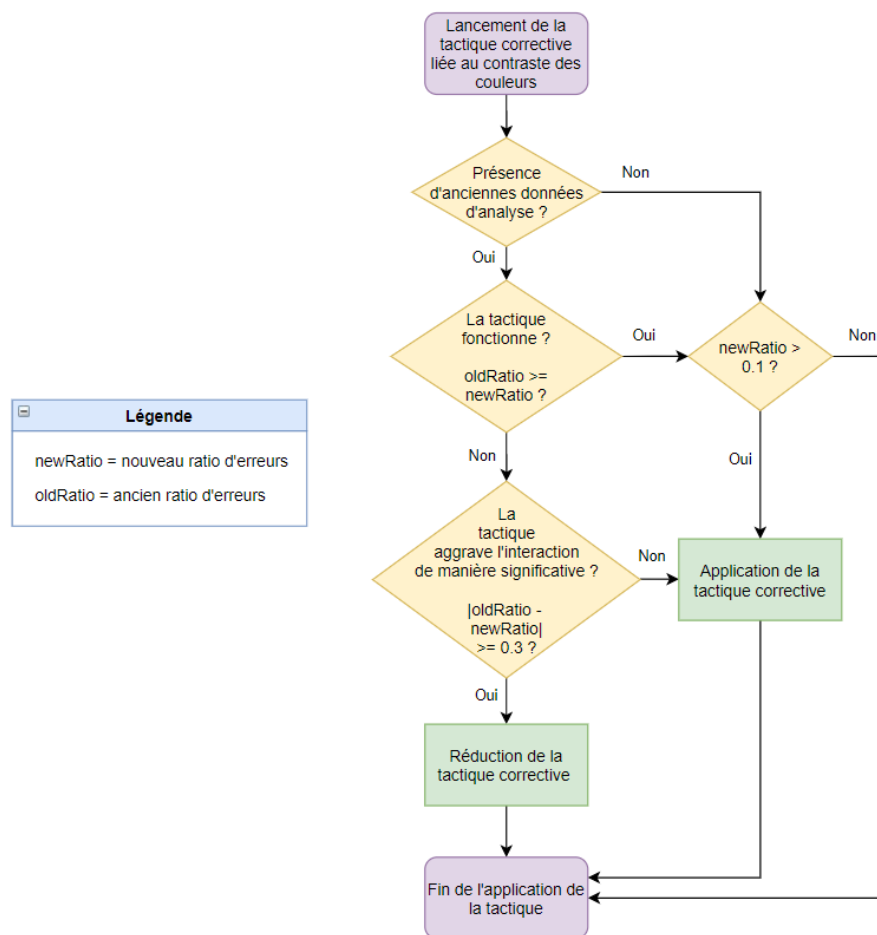 Lancement de la
tactique corrective
liée au contraste des
couleurs
Présence
d'anciennes données
d'analyse ?
Non
Oui
La tactique
fonctionne ?
oldRatio >=
newRatio ?
Oui
newRatio >
0.1 ?
Non
Légende
newRatio = nouveau ratio d'erreurs
oldRatio = ancien ratio d'erreurs
Non
Oui
La
tactique
aggrave l'interaction
de manière significative ?
|oldRatio -
newRatio|
>= 0.3 ?
Non
Application de la
tactique corrective
Oui
Réduction de la
tactique corrective
Fin de l'application de
la tactique